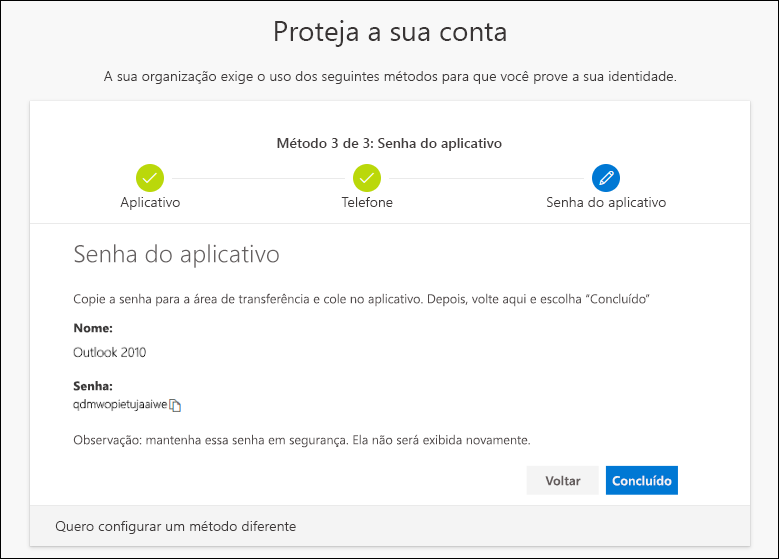 Proteja a sua conta
A sua organização exige o uso dos seguintes métodos para que você prove a sua identidade.
Método 3 de 3: Senha do aplicativo
Aplicativo
Telefone
Senha do aplicativo
Senha do aplicativo
Copie a senha para a área de transferência e cole no aplicativo. Depois, volte aqui e escolha “Concluído”
Nome:
Outlook 2010
Senha:
qdmwopietujaaiwe
Observação: mantenha essa senha em segurança. Ela não será exibida novamente.
Voltar
Concluído
Quero configurar um método diferente